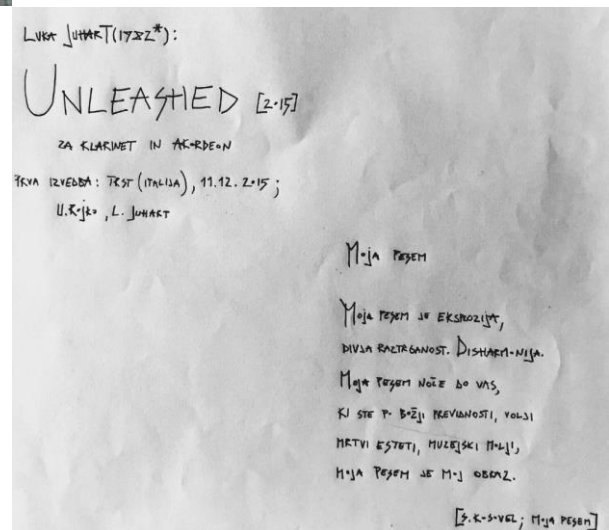 LUKA JUHART (1982*):
UNLEASHED [2015]
ZA KLARINET IN AKORDEON
PRVA IZVEDBA: TRST (ITALIJA), 11.12.2015;
U. Rojko, L. JUHART
Moja PESEM
Moja PESEM JE EKSPLOZIJA,
DIVJA RAZTRGANOST. DISHARMONIJA.
Moja PESEM NOČE DO VAS,
KI STE PO BOŽJI PREVIDNOSTI, VOLJI
MRTVI ESTETI, MUZEJSKI MOLJI,
MOJA PESEM JE MOJ OBRAZ.
[S. KOSOVEL; MOJA PESEM]